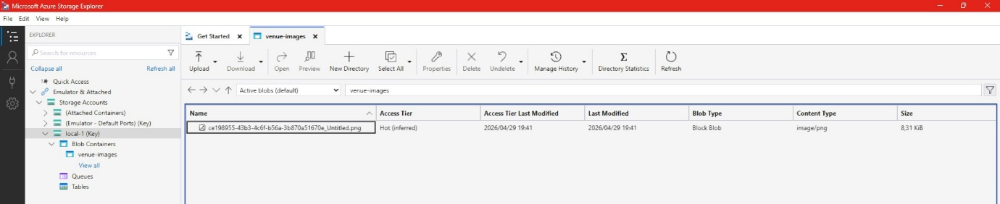 Microsoft Azure Storage Explorer
File Edit View Help
EXPLORER
Search for resources
Collapse all Refresh all
Quick Access
Emulator & Attached
Storage Accounts
(Attached Containers)
(Emulator - Default Ports) (Key)
local-1 (Key)
Blob Containers
venue-images
View all
Queues
Tables
Get Started venue-images
Upload Download Open Preview New Directory Select All Properties Delete Undelete Manage History Directory Statistics Refresh
Active blobs (default) venue-images
Name Access Tier Access Tier Last Modified Last Modified Blob Type Content Type Size
ce198955-43b3-4c6f-b56a-3b870a51670e_Untitled.png Hot (inferred) 2026/04/29 19:41 2026/04/29 19:41 Block Blob image/png 8,31 KiB